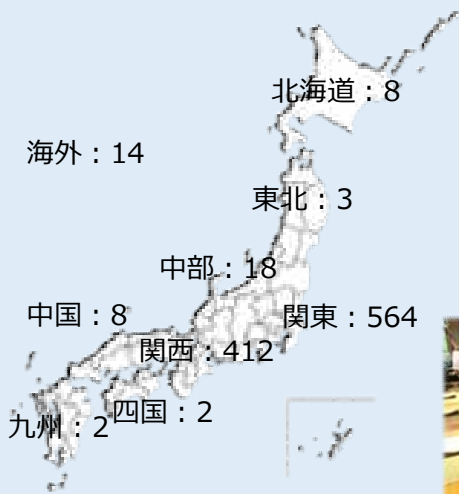 北海道：8
海外：14
東北：3
中部：18
中国：8
関東：564
関西：412
四国：2
九州：2